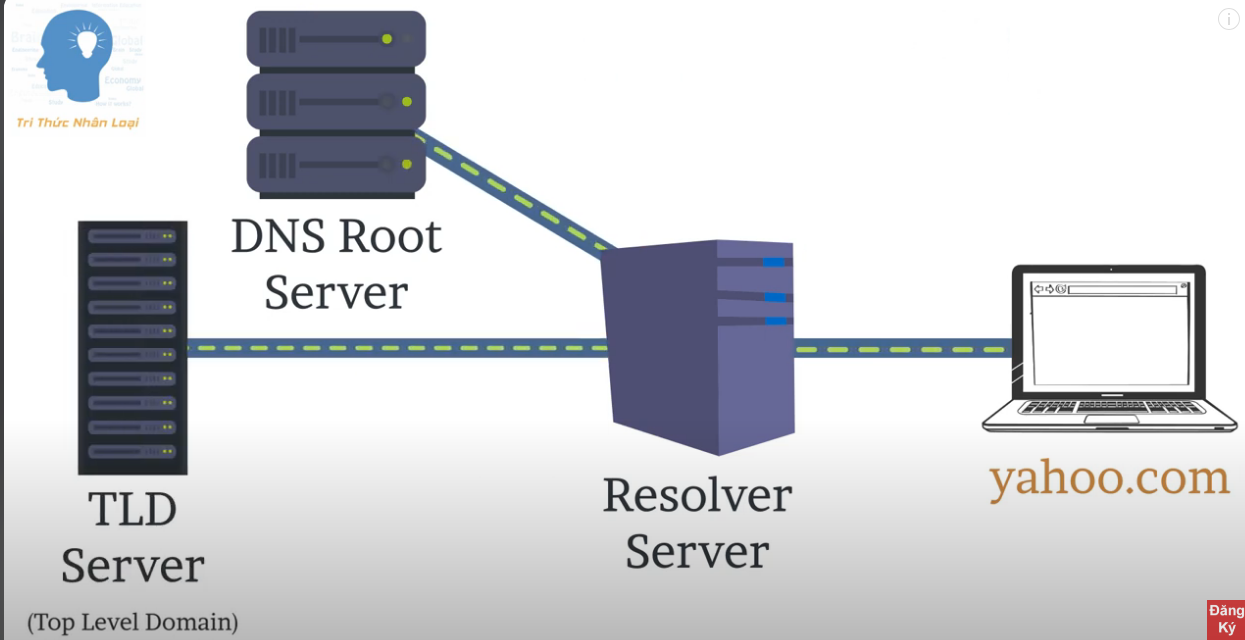 Tri Thức Nhân Loại
DNS Root
Server
TLD
Server
(Top Level Domain)
Resolver
Server
yahoo.com
Đăng
Ký